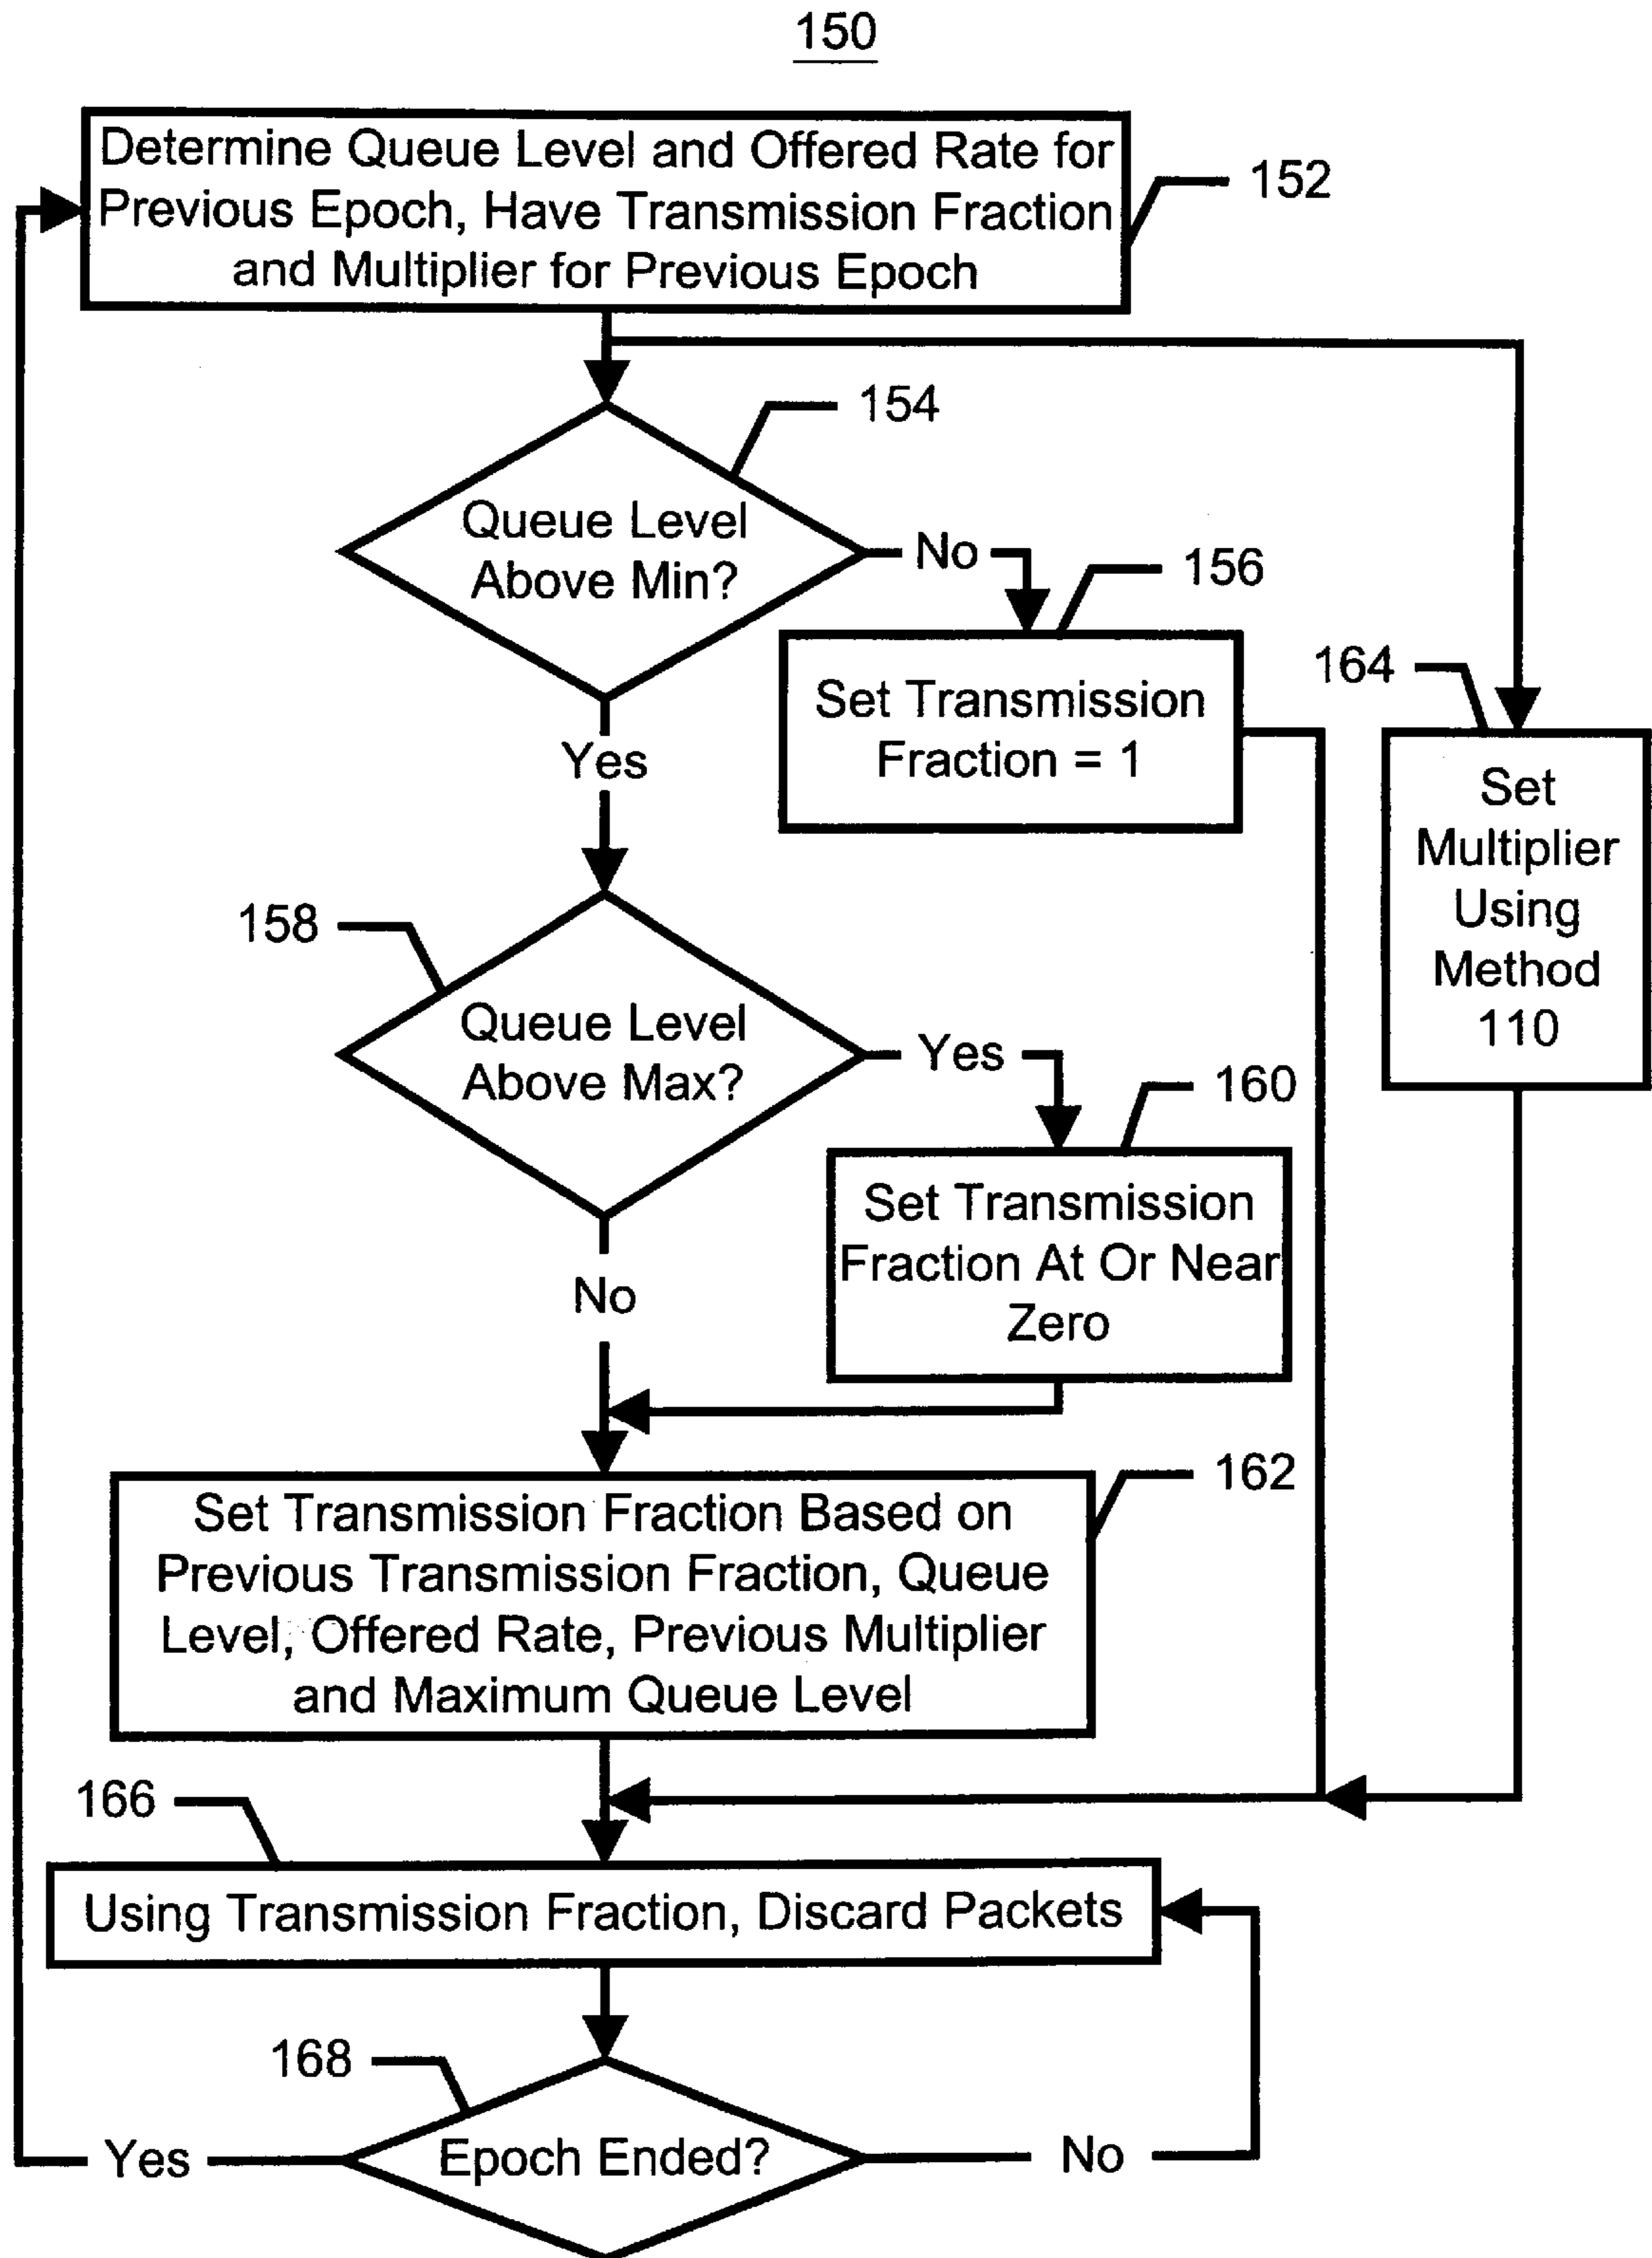 150
Determine Queue Level and Offered Rate for
Previous Epoch, Have Transmission Fraction
and Multiplier for Previous Epoch
152
154
Queue Level
Above Min?
No
156
Set Transmission
Fraction = 1
164
Set
Multiplier
Using
Method
110
Yes
158
Queue Level
Above Max?
Yes
160
Set Transmission
Fraction At Or Near
Zero
No
162
Set Transmission Fraction Based on
Previous Transmission Fraction, Queue
Level, Offered Rate, Previous Multiplier
and Maximum Queue Level
166
Using Transmission Fraction, Discard Packets
168
Epoch Ended?
Yes
No